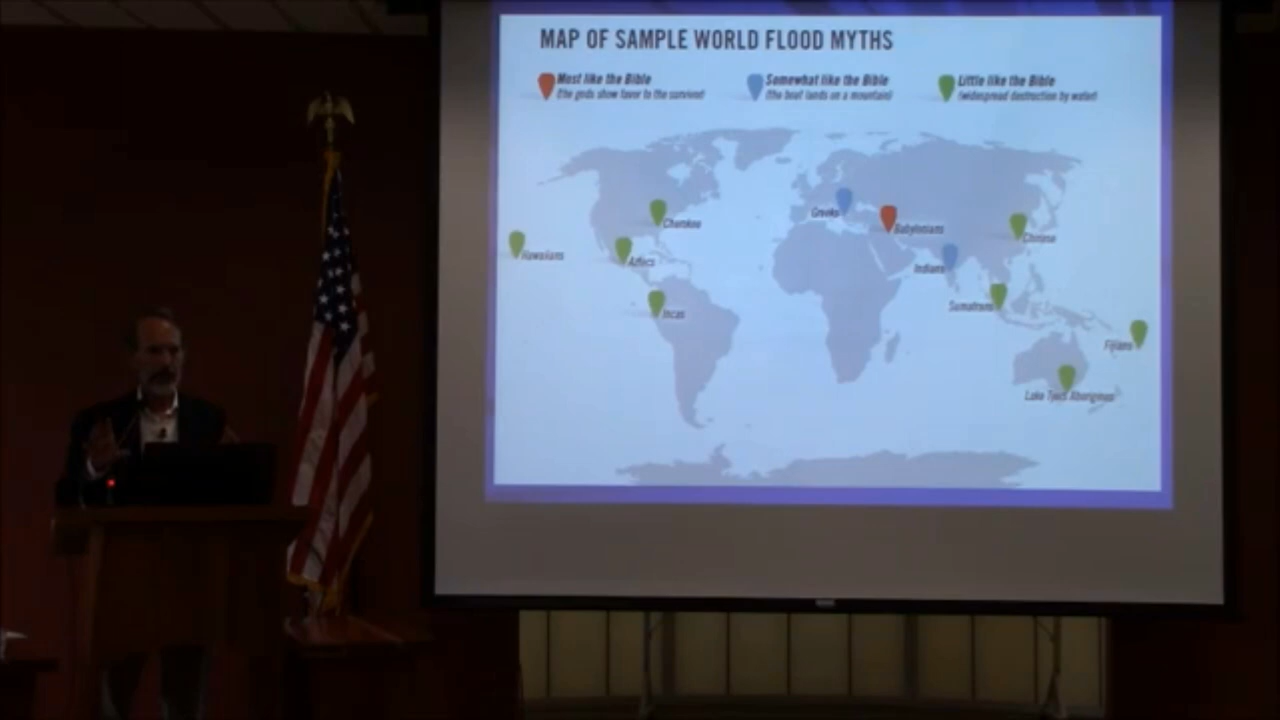 MAP OF SAMPLE WORLD FLOOD MYTHS
Most like the Bible
(The gods show favor to the survivor)
Somewhat like the Bible
(The boat lands on a mountain)
Little like the Bible
(widespread destruction by water)
Greeks
Cherokee
Babylonians
Chinese
Hawaiians
Aztecs
Indians
Sumatrans
Incas
Fijians
Aborigines